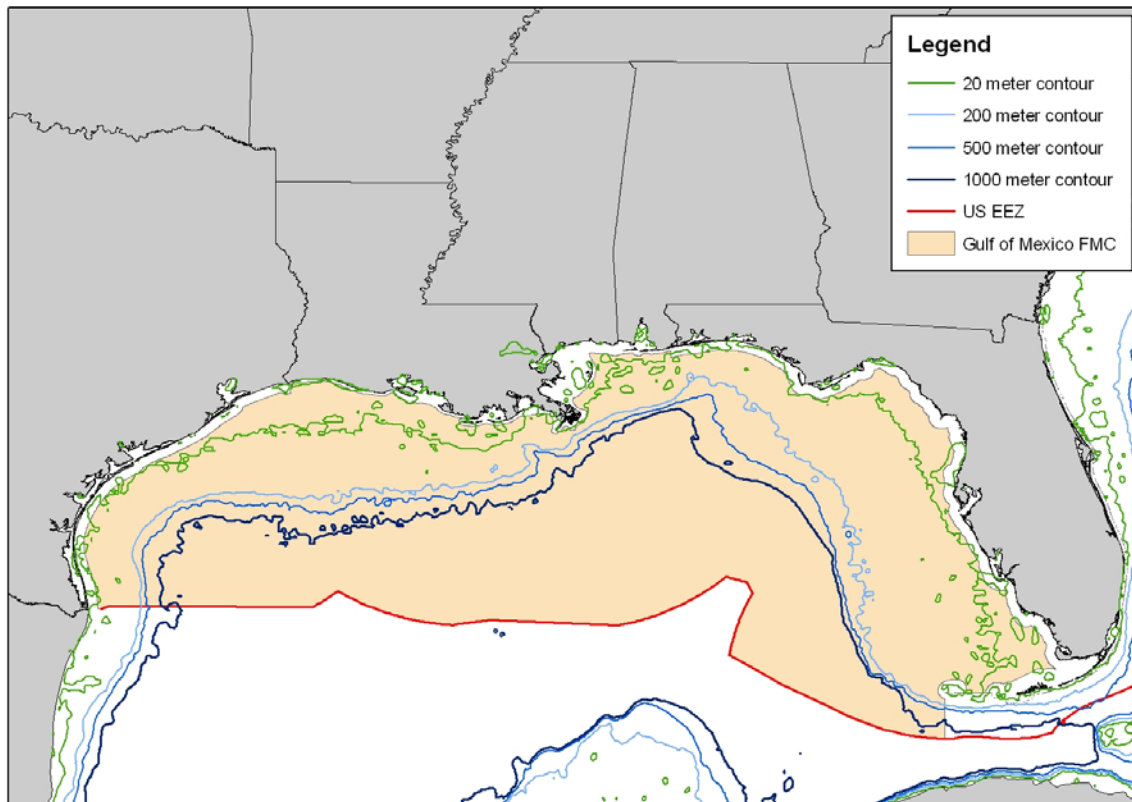 Legend
20 meter contour
200 meter contour
500 meter contour
1000 meter contour
US EEZ
Gulf of Mexico FMC